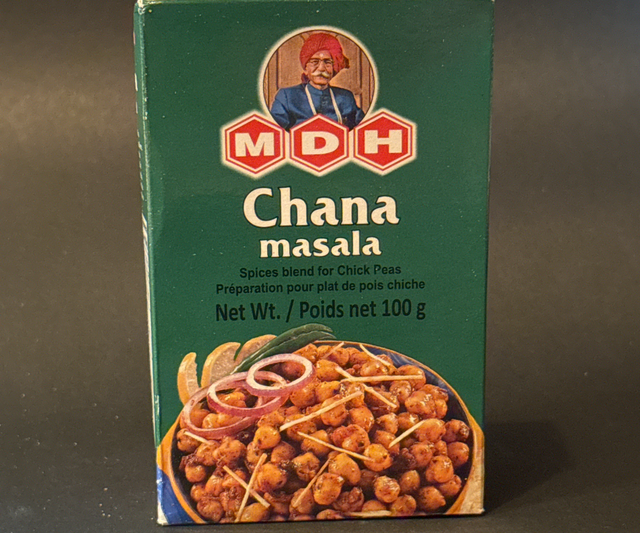 MDH
Chana
masala
Spices blend for Chick Peas
Préparation pour plat de pois chiche
Net Wt. / Poids net 100 g